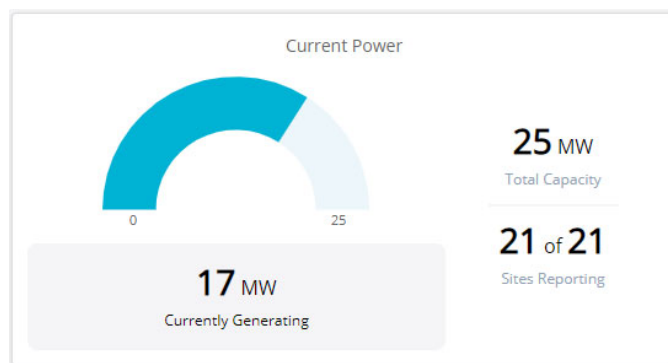 Current Power
0
25
17 MW
Currently Generating
25 MW
Total Capacity
21 of 21
Sites Reporting